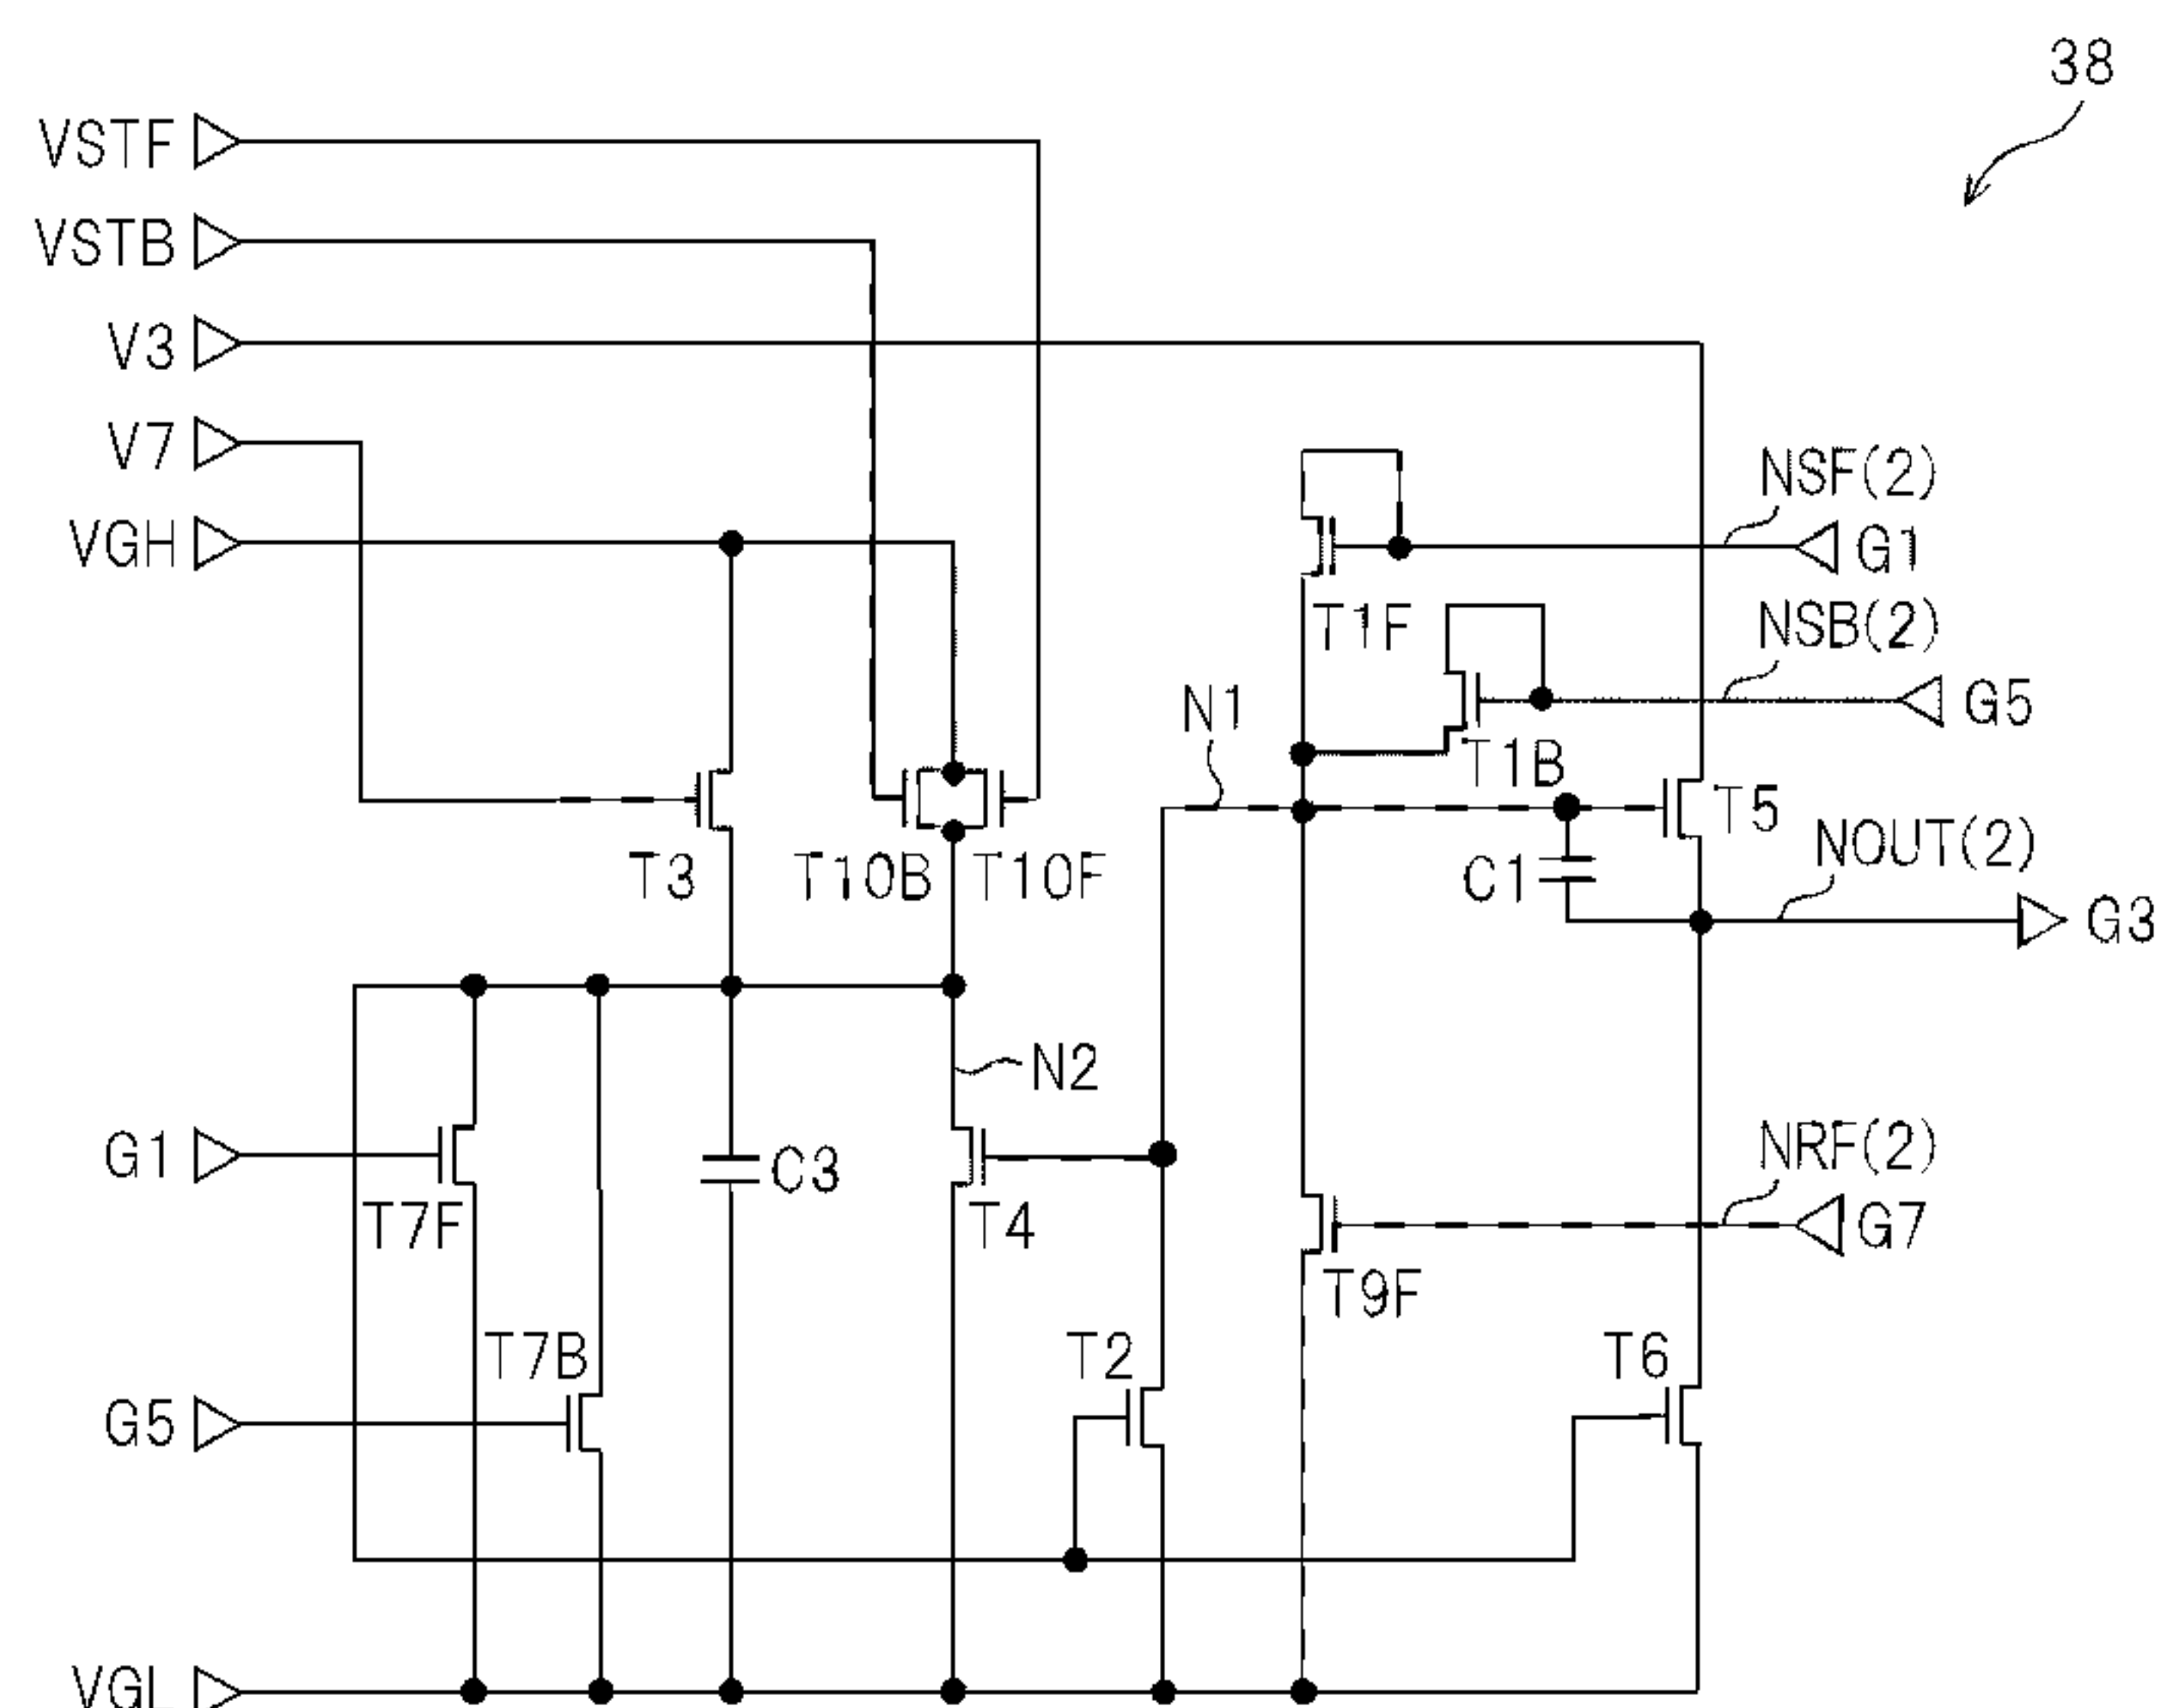 38
VSTF
VSTB
V3
V7
VGH
NSF(2)
G1
T1F
NSB(2)
G5
N1
T1B
T5
T3
T10B
T10F
C1
NOUT(2)
G3
N2
G1
T7F
C3
T4
NRF(2)
G7
T9F
T7B
T2
T6
G5
VGL